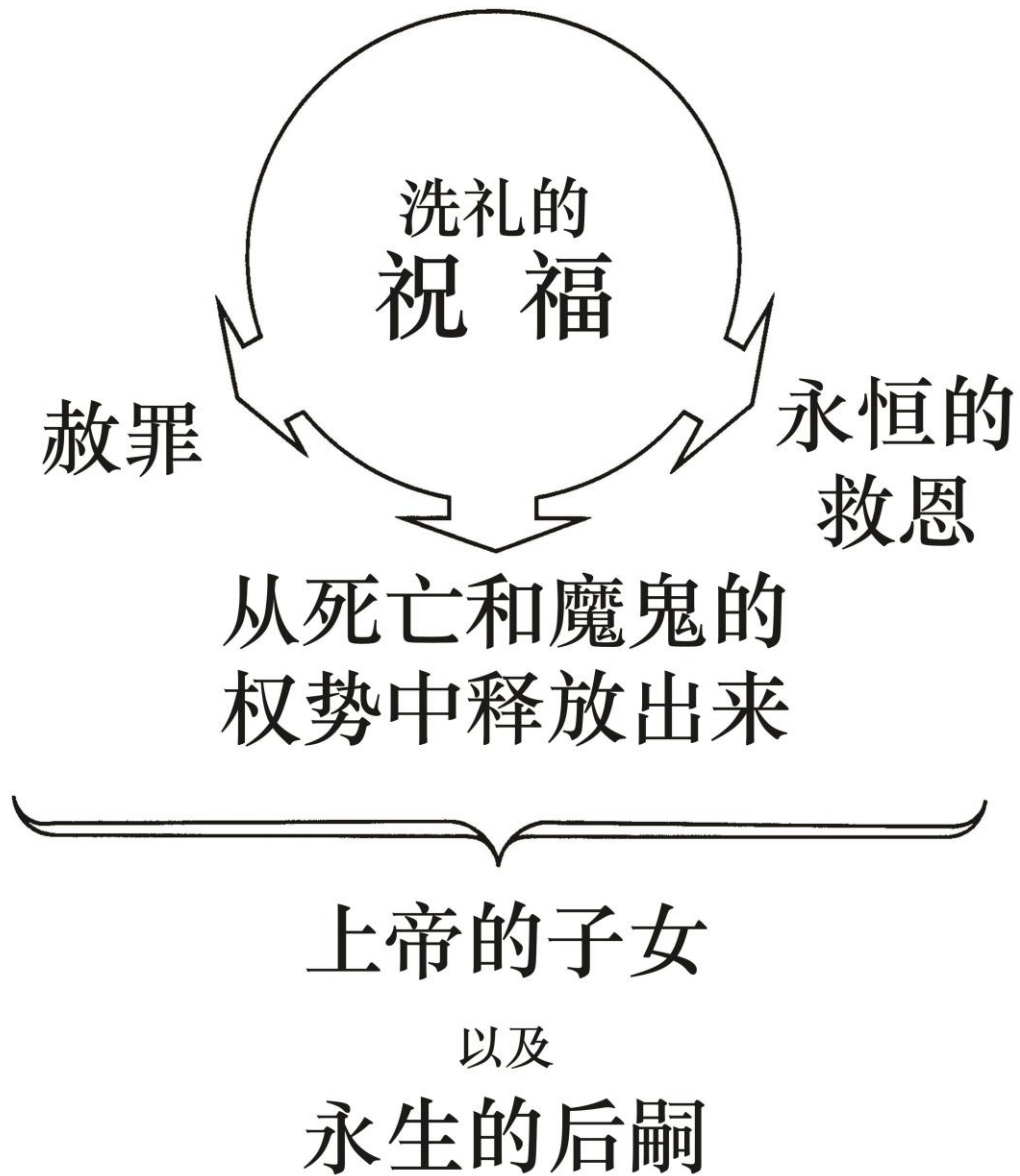 洗礼的
祝 福
赦罪
永恒的
救恩
从死亡和魔鬼的
权势中释放出来
上帝的子女
以及
永生的后嗣